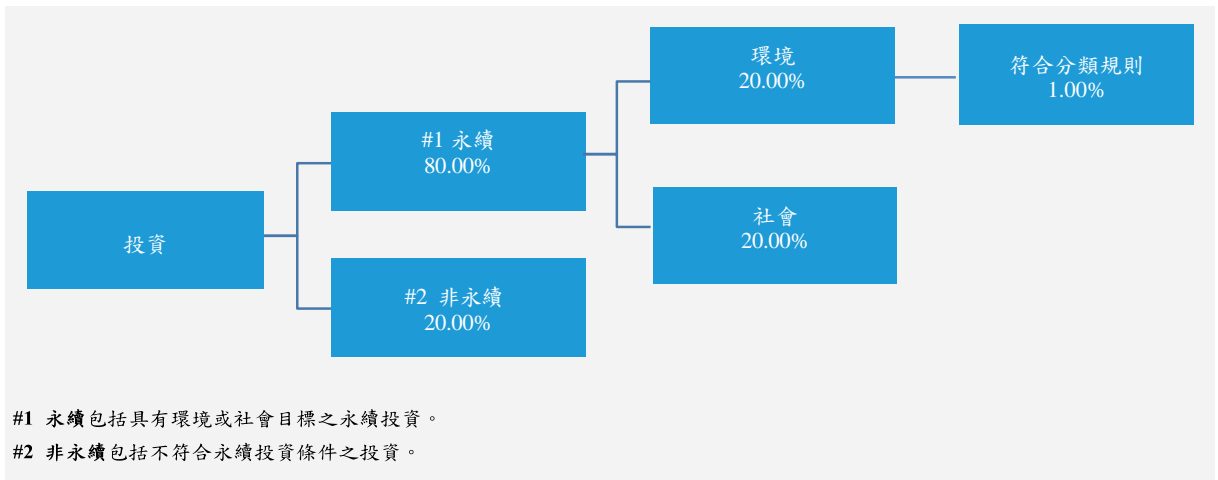 投資
#1 永續
80.00%
#2 非永續
20.00%
環境
20.00%
社會
20.00%
符合分類規則
1.00%
#1 永續包括具有環境或社會目標之永續投資。
#2 非永續包括不符合永續投資條件之投資。